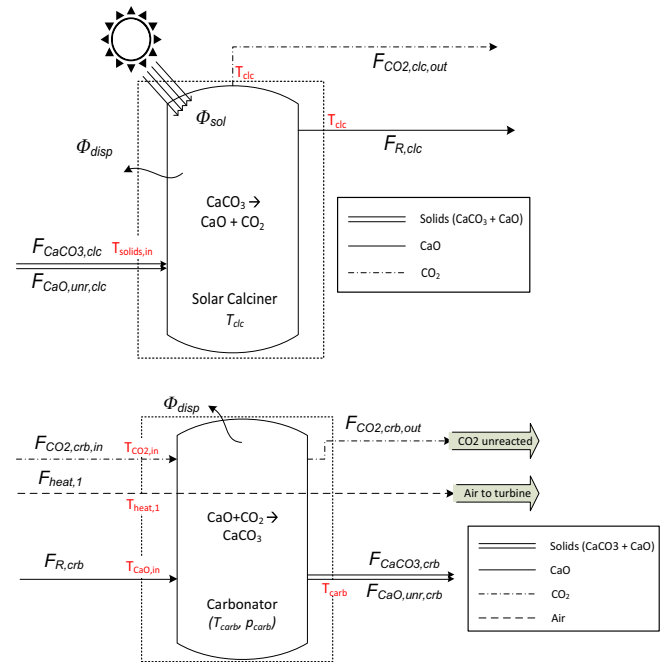 F_CO2,clc,out
T_clc
Φ_sol
T_clc
F_R,clc
Φ_disp
CaCO₃ →
CaO + CO₂
Solids (CaCO₃ + CaO)
CaO
CO₂
F_CaCO3,clc T_solids,in
F_CaO,unr,clc
Solar Calciner
T_clc
Φ_disp
F_CO2,crb,out
CO2 unreacted
F_CO2,crb,in T_CO2,in
F_heat,1
Air to turbine
T_heat,1
CaO+CO₂ →
CaCO₃
Solids (CaCO3 + CaO)
CaO
CO₂
Air
F_R,crb T_CaO,in
F_CaCO3,crb
T_carb F_CaO,unr,crb
Carbonator
(T_carb, p_carb)